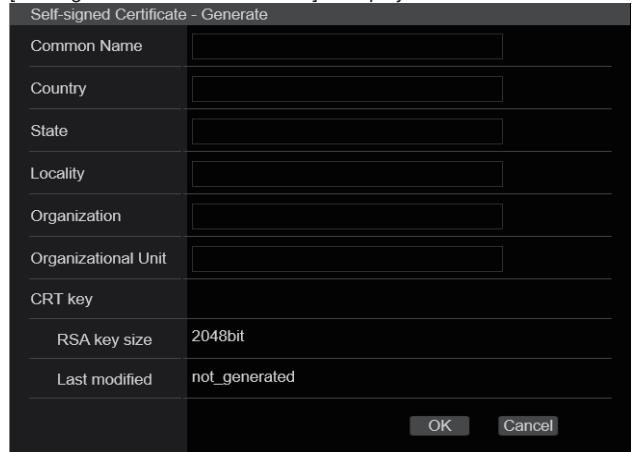 Self-signed Certificate - Generate
Common Name
Country
State
Locality
Organization
Organizational Unit
CRT key
RSA key size 2048bit
Last modified not_generated
OK Cancel